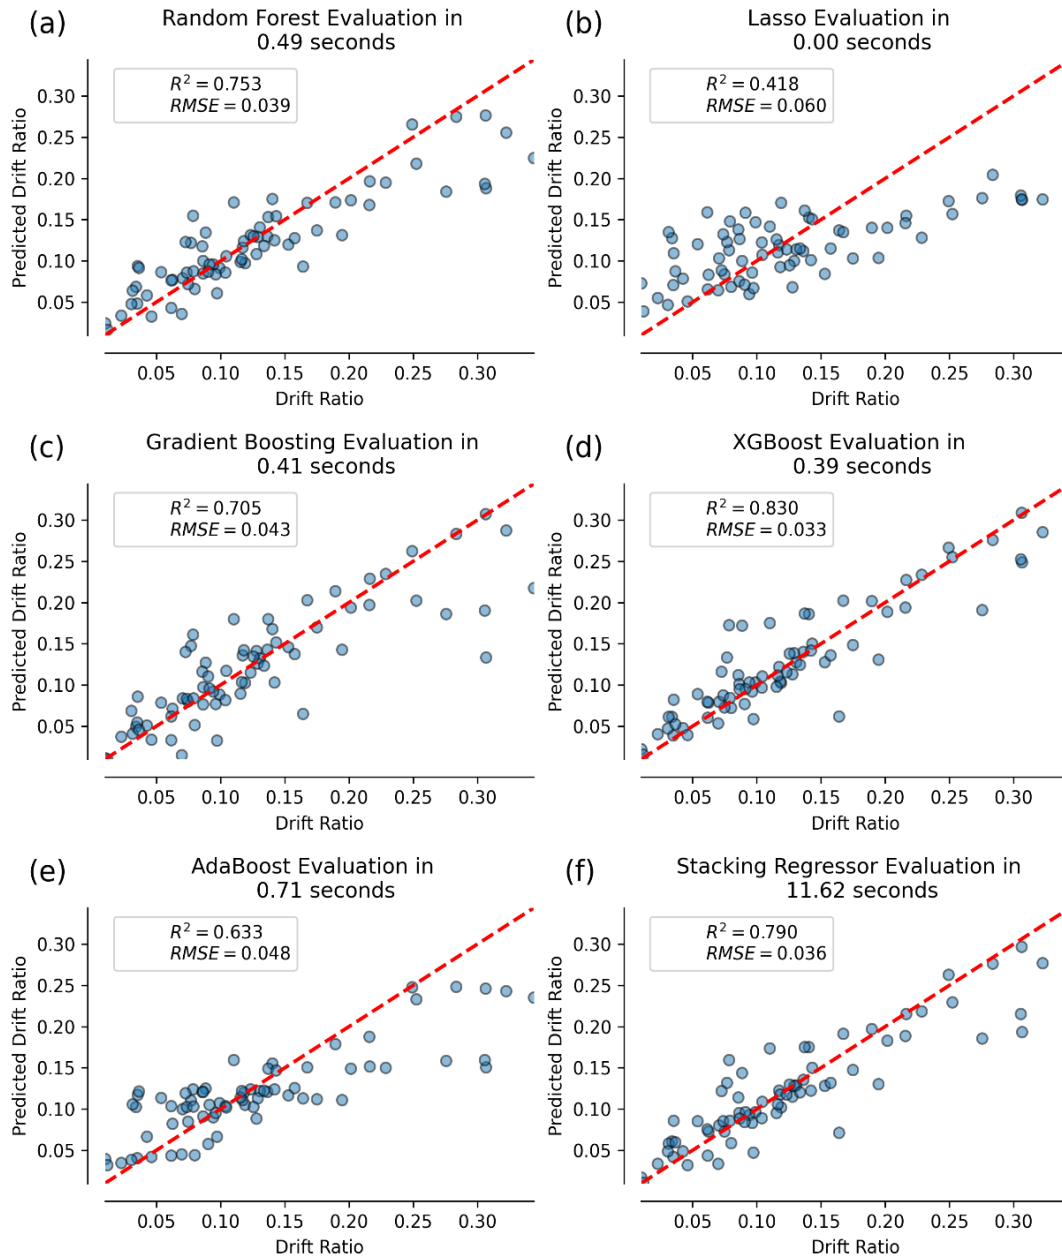 (a)
Random Forest Evaluation in
0.49 seconds
R² = 0.753
RMSE = 0.039
Predicted Drift Ratio
0.30
0.25
0.20
0.15
0.10
0.05
0.05 0.10 0.15 0.20 0.25 0.30
Drift Ratio
(b)
Lasso Evaluation in
0.00 seconds
R² = 0.418
RMSE = 0.060
Predicted Drift Ratio
0.30
0.25
0.20
0.15
0.10
0.05
0.05 0.10 0.15 0.20 0.25 0.30
Drift Ratio
(c)
Gradient Boosting Evaluation in
0.41 seconds
R² = 0.705
RMSE = 0.043
Predicted Drift Ratio
0.30
0.25
0.20
0.15
0.10
0.05
0.05 0.10 0.15 0.20 0.25 0.30
Drift Ratio
(d)
XGBoost Evaluation in
0.39 seconds
R² = 0.830
RMSE = 0.033
Predicted Drift Ratio
0.30
0.25
0.20
0.15
0.10
0.05
0.05 0.10 0.15 0.20 0.25 0.30
Drift Ratio
(e)
AdaBoost Evaluation in
0.71 seconds
R² = 0.633
RMSE = 0.048
Predicted Drift Ratio
0.30
0.25
0.20
0.15
0.10
0.05
0.05 0.10 0.15 0.20 0.25 0.30
Drift Ratio
(f)
Stacking Regressor Evaluation in
11.62 seconds
R² = 0.790
RMSE = 0.036
Predicted Drift Ratio
0.30
0.25
0.20
0.15
0.10
0.05
0.05 0.10 0.15 0.20 0.25 0.30
Drift Ratio